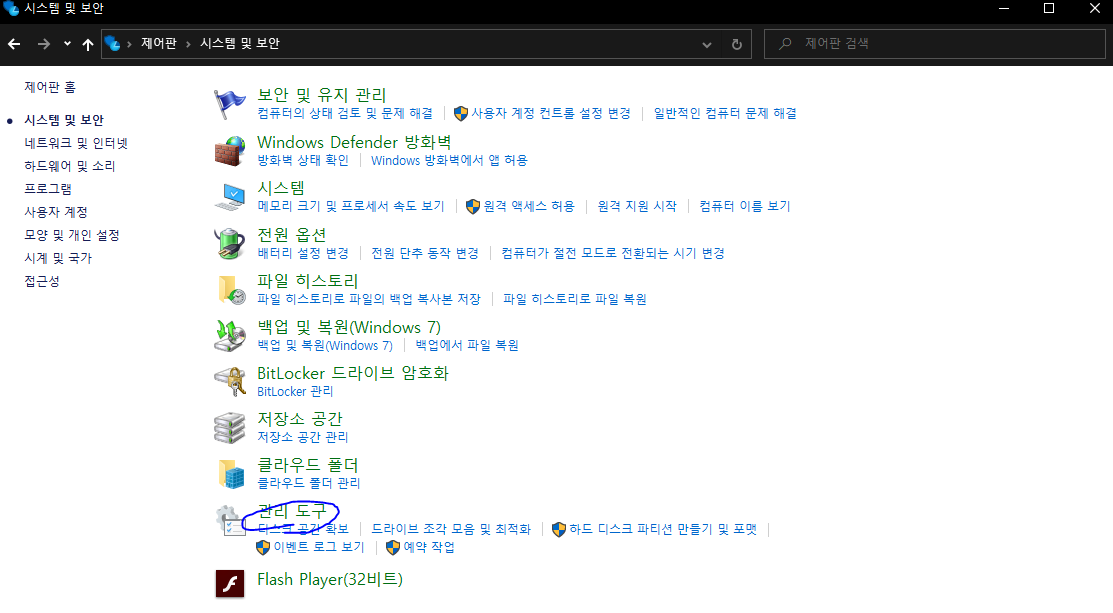 시스템 및 보안
제어판 › 시스템 및 보안
제어판 검색
제어판 홈
시스템 및 보안
네트워크 및 인터넷
하드웨어 및 소리
프로그램
사용자 계정
모양 및 개인 설정
시계 및 국가
접근성
보안 및 유지 관리
컴퓨터의 상태 검토 및 문제 해결 | 사용자 계정 컨트롤 설정 변경 | 일반적인 컴퓨터 문제 해결
Windows Defender 방화벽
방화벽 상태 확인 | Windows 방화벽에서 앱 허용
시스템
메모리 크기 및 프로세서 속도 보기 | 원격 액세스 허용 | 원격 지원 시작 | 컴퓨터 이름 보기
전원 옵션
배터리 설정 변경 | 전원 단추 동작 변경 | 컴퓨터가 절전 모드로 전환되는 시기 변경
파일 히스토리
파일 히스토리로 파일의 백업 복사본 저장 | 파일 히스토리로 파일 복원
백업 및 복원(Windows 7)
백업 및 복원(Windows 7) | 백업에서 파일 복원
BitLocker 드라이브 암호화
BitLocker 관리
저장소 공간
저장소 공간 관리
클라우드 폴더
클라우드 폴더 관리
관리 도구
디스크 공간 확보 | 드라이브 조각 모음 및 최적화 | 하드 디스크 파티션 만들기 및 포맷 |
이벤트 로그 보기 | 예약 작업
Flash Player(32비트)